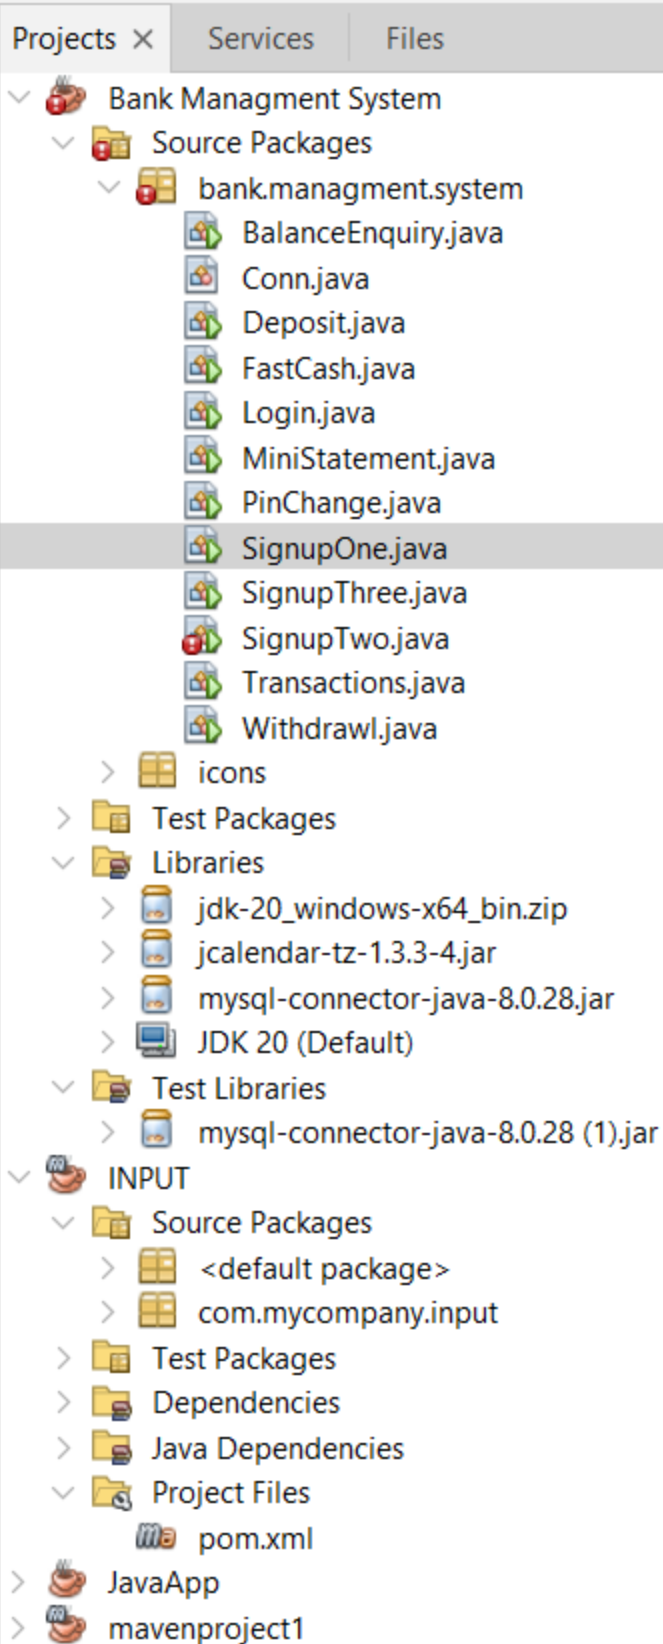 Projects Services Files
Bank Managment System
Source Packages
bank.managment.system
BalanceEnquiry.java
Conn.java
Deposit.java
FastCash.java
Login.java
MiniStatement.java
PinChange.java
SignupOne.java
SignupThree.java
SignupTwo.java
Transactions.java
Withdrawl.java
icons
Test Packages
Libraries
jdk-20_windows-x64_bin.zip
jcalendar-tz-1.3.3-4.jar
mysql-connector-java-8.0.28.jar
JDK 20 (Default)
Test Libraries
mysql-connector-java-8.0.28 (1).jar
INPUT
Source Packages
<default package>
com.mycompany.input
Test Packages
Dependencies
Java Dependencies
Project Files
pom.xml
JavaApp
mavenproject1